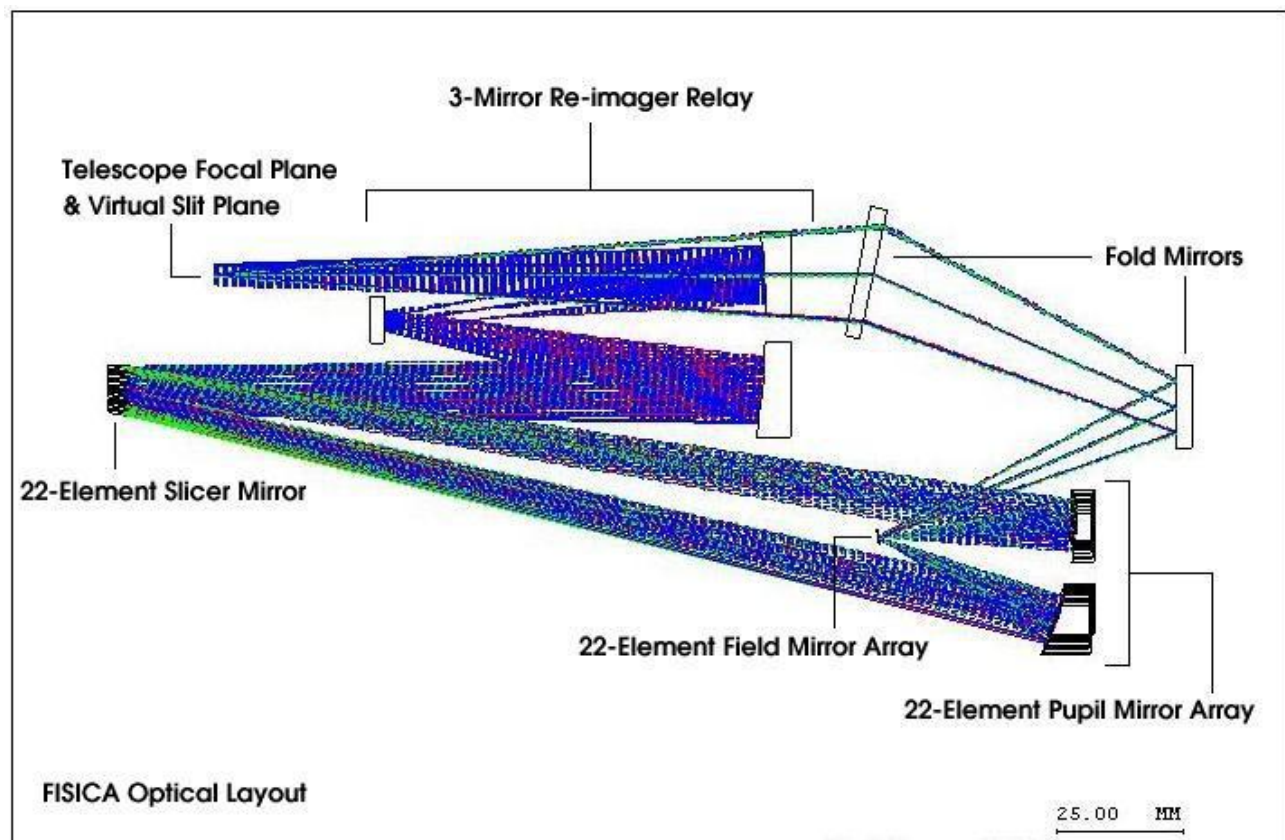 3-Mirror Re-imager Relay
Telescope Focal Plane
& Virtual Slit Plane
Fold Mirrors
22-Element Slicer Mirror
22-Element Field Mirror Array
22-Element Pupil Mirror Array
FISICA Optical Layout
25.00 MM